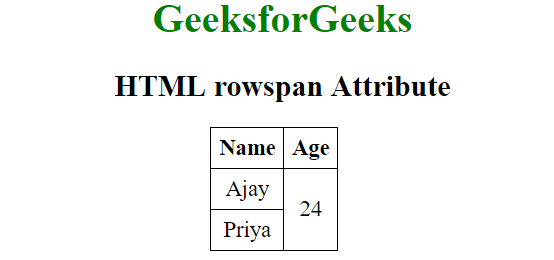 GeeksforGeeks
HTML rowspan Attribute
Name Age
Ajay
24
Priya